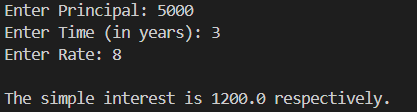 Enter Principal: 5000
Enter Time (in years): 3
Enter Rate: 8
The simple interest is 1200.0 respectively.